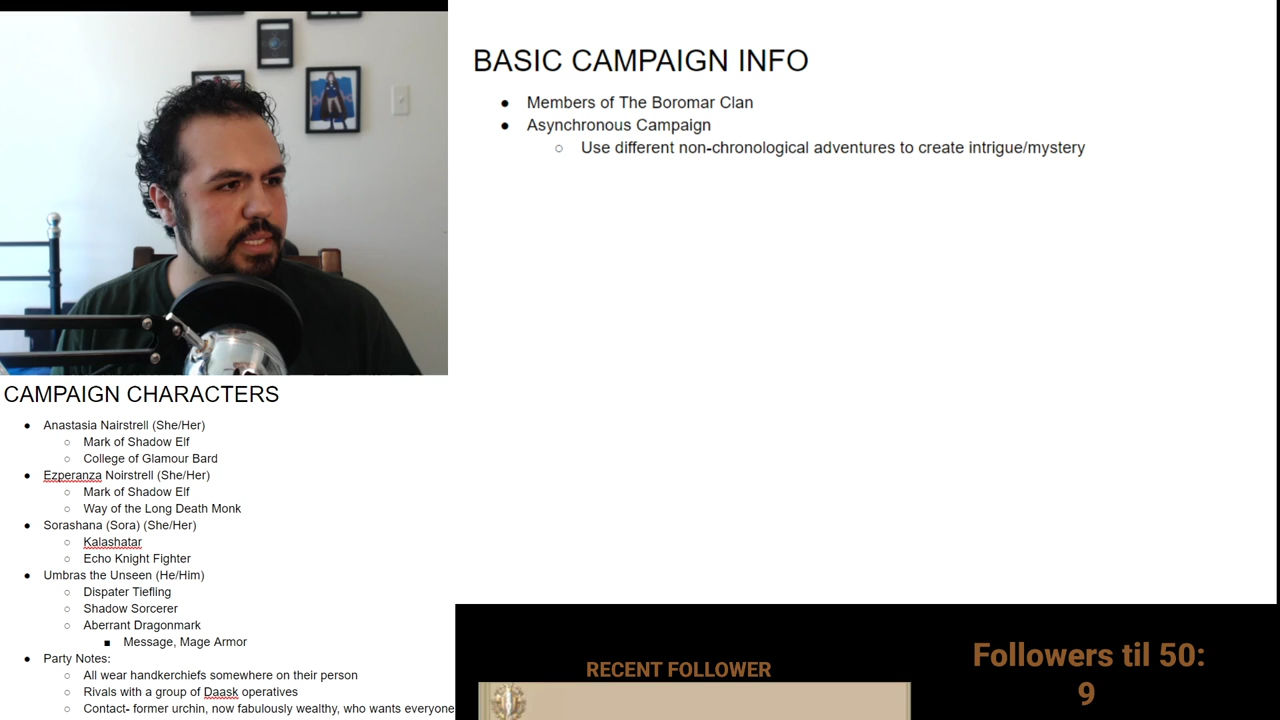 BASIC CAMPAIGN INFO
● Members of The Boromar Clan
● Asynchronous Campaign
○ Use different non-chronological adventures to create intrigue/mystery
CAMPAIGN CHARACTERS
● Anastasia Nairstrell (She/Her)
○ Mark of Shadow Elf
○ College of Glamour Bard
● Ezperanza Noirstrell (She/Her)
○ Mark of Shadow Elf
○ Way of the Long Death Monk
● Sorashana (Sora) (She/Her)
○ Kalashatar
○ Echo Knight Fighter
● Umbras the Unseen (He/Him)
○ Dispater Tiefling
○ Shadow Sorcerer
○ Aberrant Dragonmark
■ Message, Mage Armor
● Party Notes:
○ All wear handkerchiefs somewhere on their person
○ Rivals with a group of Daask operatives
○ Contact- former urchin, now fabulously wealthy, who wants everyone
RECENT FOLLOWER
Followers til 50:
9